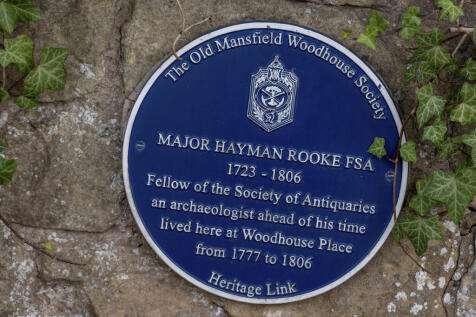 The Old Mansfield Woodhouse Society
MAJOR HAYMAN ROOKE FSA
1723 - 1806
Fellow of the Society of Antiquaries
an archaeologist ahead of his time
lived here at Woodhouse Place
from 1777 to 1806
Heritage Link